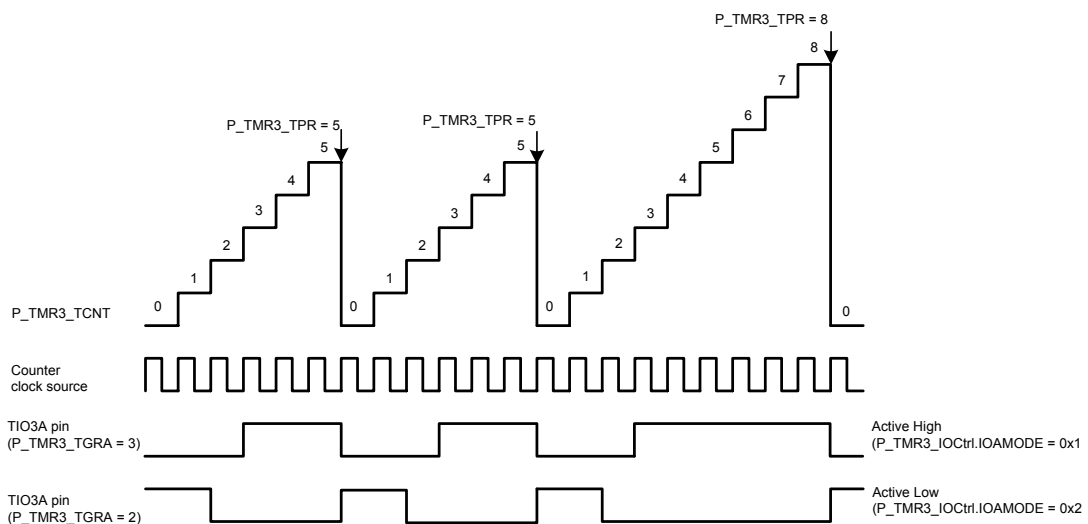 P_TMR3_TPR = 8
8
7
6
P_TMR3_TPR = 5
P_TMR3_TPR = 5
5
5
5
4
4
4
3
3
3
2
2
2
1
1
1
P_TMR3_TCNT
0
0
0
0
Counter
clock source
TIO3A pin
(P_TMR3_TGRA = 3)
Active High
(P_TMR3_IOCtrl.IOAMODE = 0x1
TIO3A pin
(P_TMR3_TGRA = 2)
Active Low
(P_TMR3_IOCtrl.IOAMODE = 0x2